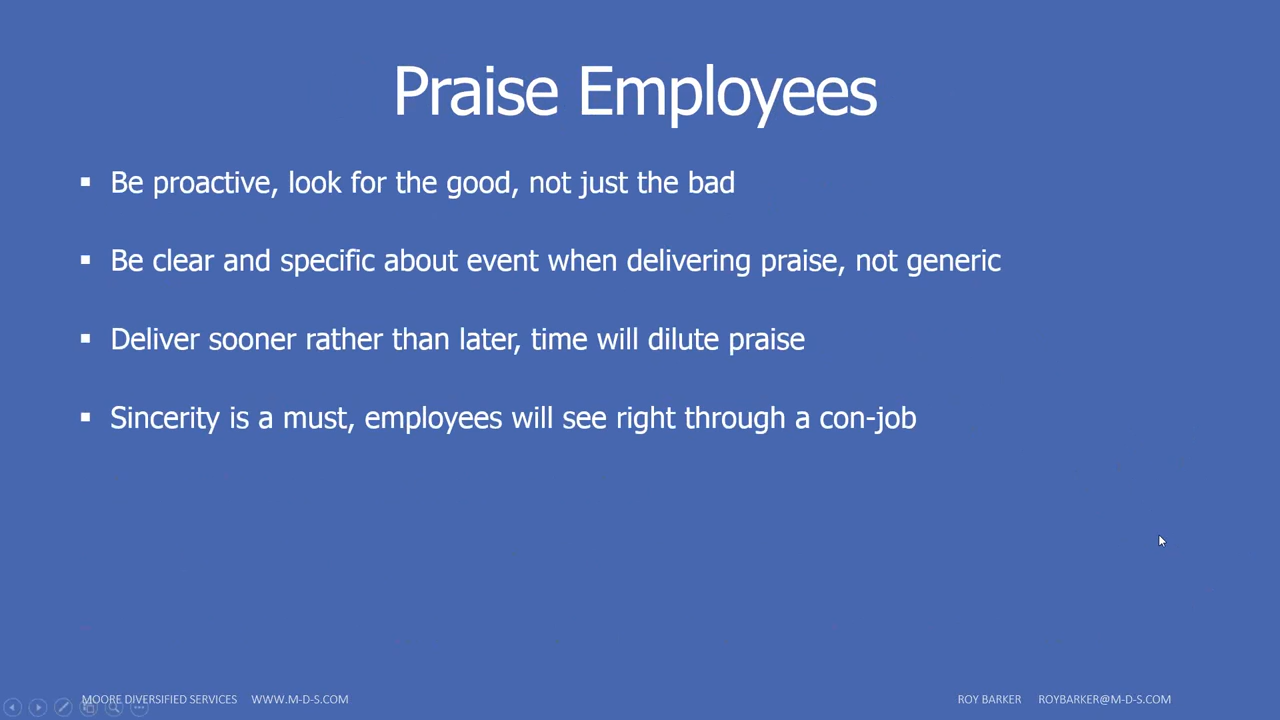 Praise Employees
▪ Be proactive, look for the good, not just the bad
▪ Be clear and specific about event when delivering praise, not generic
▪ Deliver sooner rather than later, time will dilute praise
▪ Sincerity is a must, employees will see right through a con-job
MOORE DIVERSIFIED SERVICES WWW.M-D-S.COM ROY BARKER ROYBARKER@M-D-S.COM